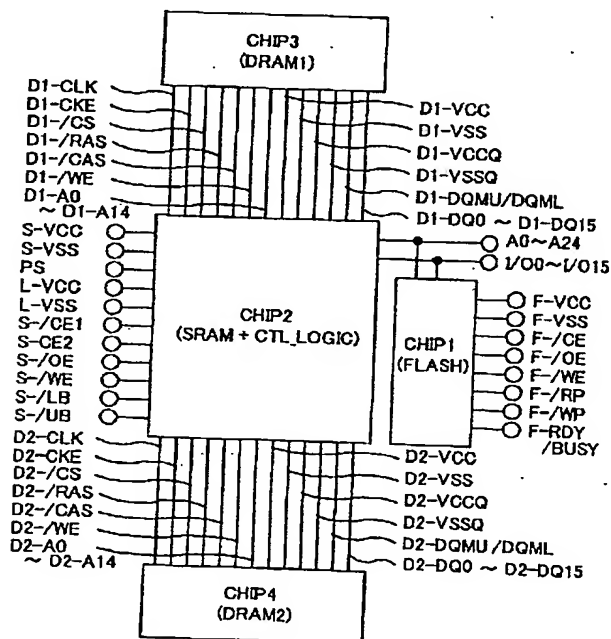 CHIP3
(DRAM1)
D1-CLK
D1-CKE
D1-/CS
D1-/RAS
D1-/CAS
D1-/WE
D1-A0
~ D1-A14
D1-VCC
D1-VSS
D1-VCCQ
D1-VSSQ
D1-DQMU/DQML
D1-DQ0 ~ D1-DQ15
S-VCC
S-VSS
PS
L-VCC
L-VSS
S-/CE1
S-CE2
S-/OE
S-/WE
S-/LB
S-/UB
CHIP2
(SRAM + CTL_LOGIC)
A0~A24
I/O0~I/O15
CHIP1
(FLASH)
F-VCC
F-VSS
F-/CE
F-/OE
F-/WE
F-/RP
F-/WP
F-RDY
/BUSY
D2-CLK
D2-CKE
D2-/CS
D2-/RAS
D2-/CAS
D2-/WE
D2-A0
~ D2-A14
D2-VCC
D2-VSS
D2-VCCQ
D2-VSSQ
D2-DQMU/DQML
D2-DQ0 ~ D2-DQ15
CHIP4
(DRAM2)